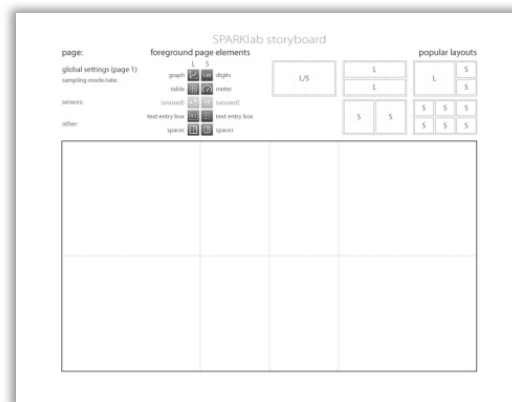 SPARKlab storyboard
page:
foreground page elements
popular layouts
global settings (page 1)
sampling mode/rate:
sensors:
other:
L S
graph digits
table meter
(unused) (unused)
text entry box text entry box
spacer spacer
L/S
L
L
L
S
S
S
S
S S S
S S S